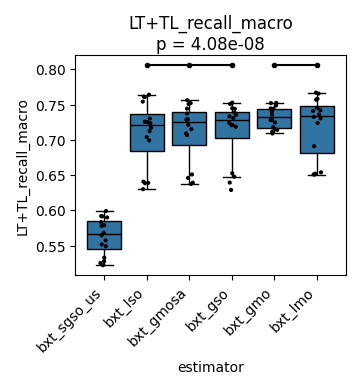 LT+TL_recall_macro
p = 4.08e-08
LT+TL_recall_macro
0.80
0.75
0.70
0.65
0.60
0.55
bxt_sgso_us
bxt_lso
bxt_gmosa
bxt_gso
bxt_gmo
bxt_lmo
estimator